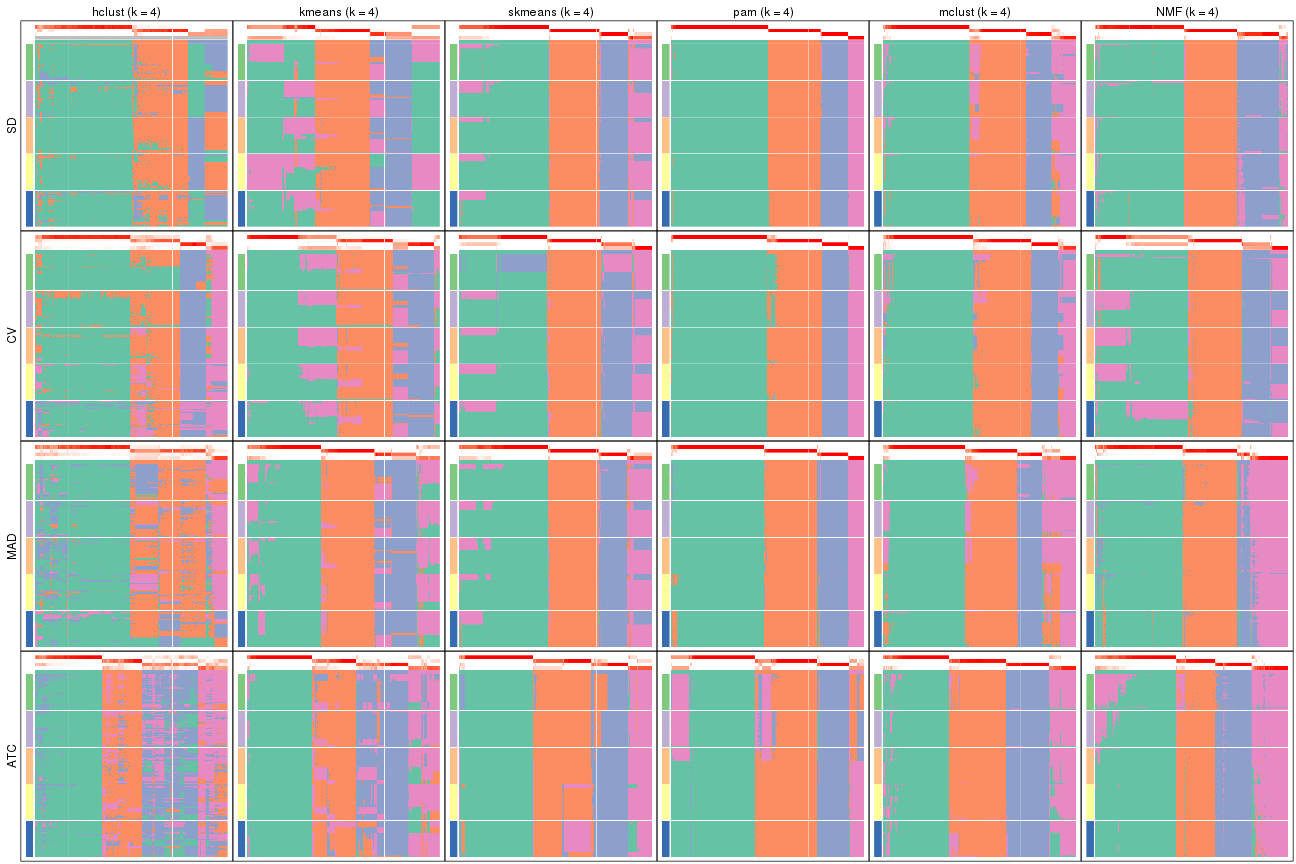 hclust (k = 4)
kmeans (k = 4)
skmeans (k = 4)
pam (k = 4)
mclust (k = 4)
NMF (k = 4)
SD
CV
MAD
ATC